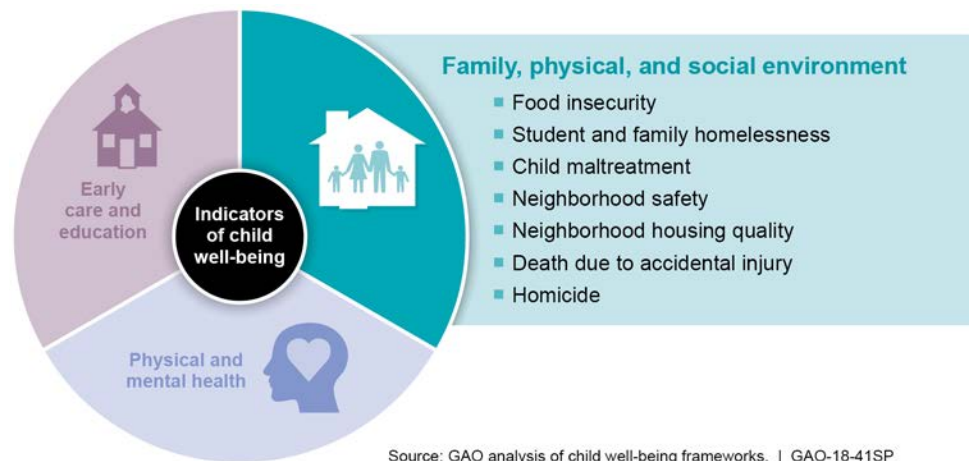 Early
care and
education
Indicators
of child
well-being
Physical and
mental health
Family, physical, and social environment
Food insecurity
Student and family homelessness
Child maltreatment
Neighborhood safety
Neighborhood housing quality
Death due to accidental injury
Homicide
Source: GAO analysis of child well-being frameworks. | GAO-18-41SP